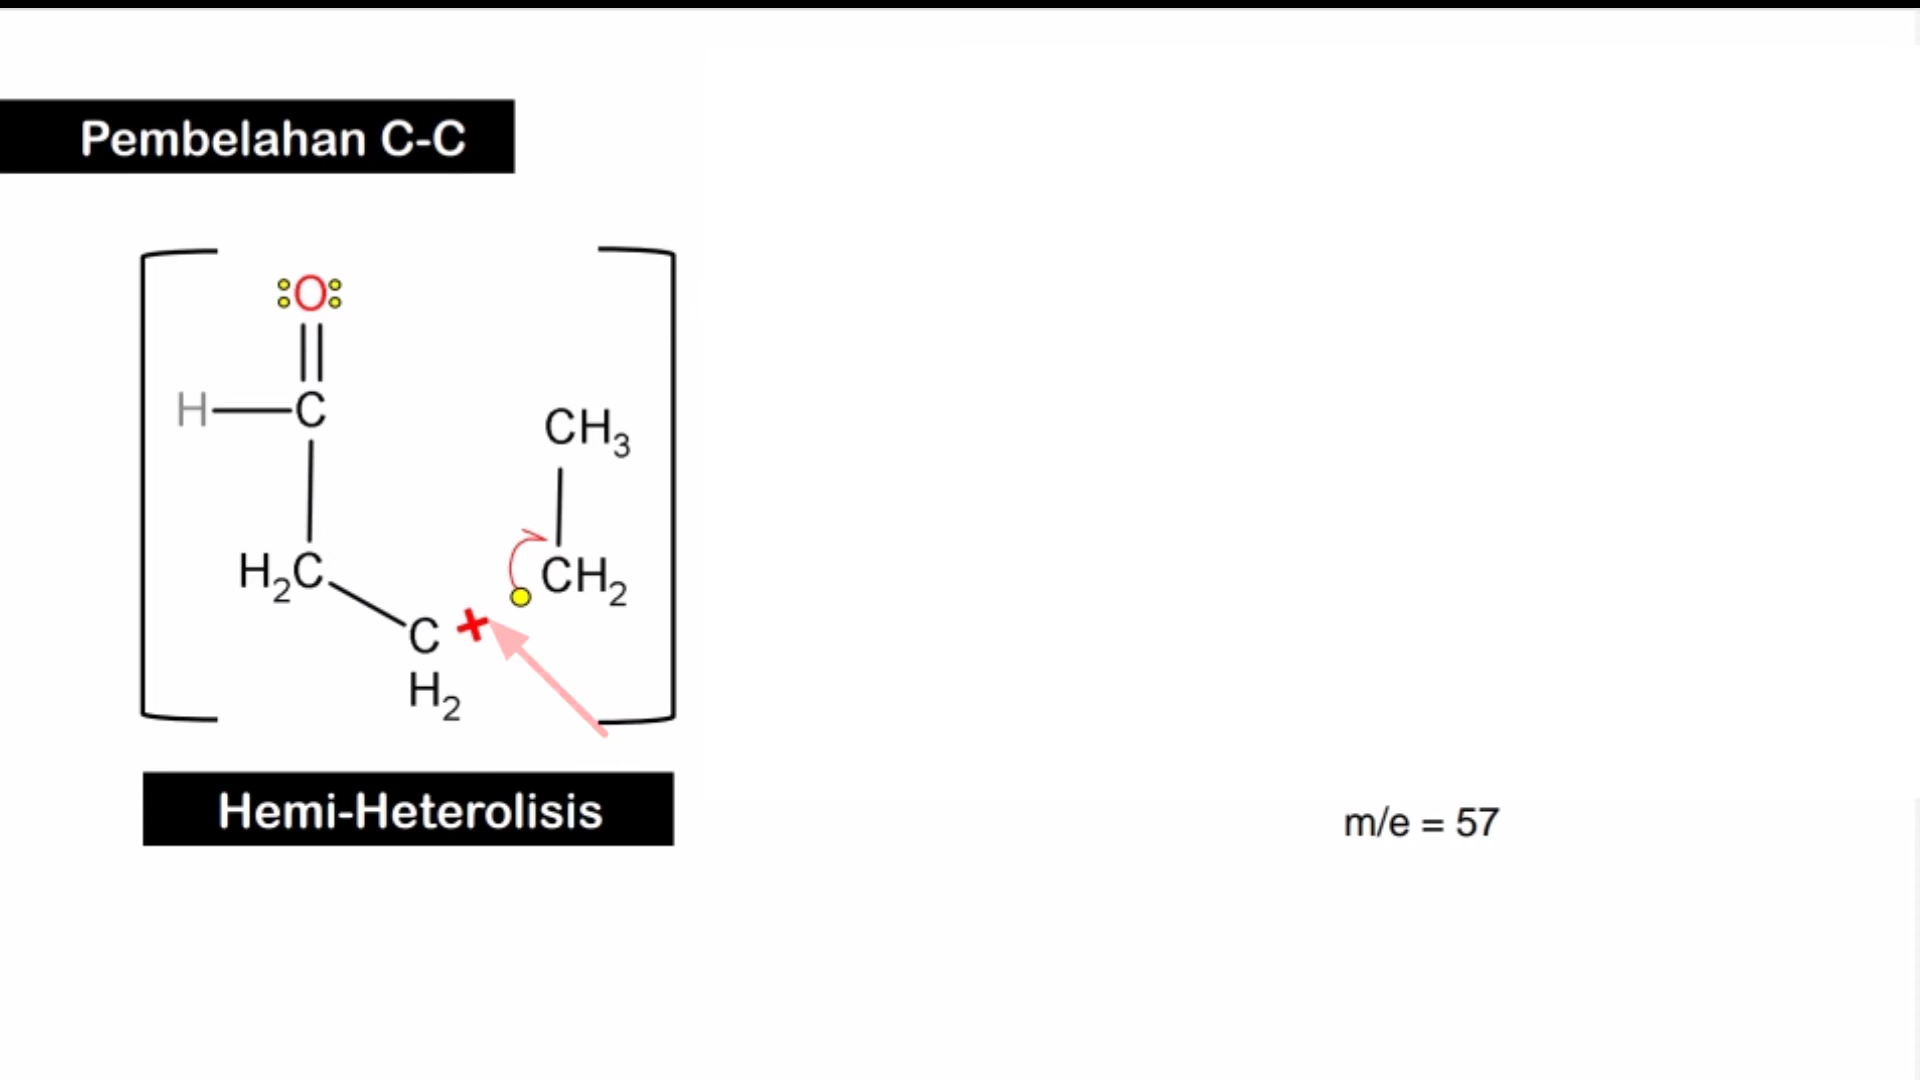 Pembelahan C-C
:O:
H C
CH₃
H₂C
CH₂
C +
H₂
Hemi-Heterolisis
m/e = 57